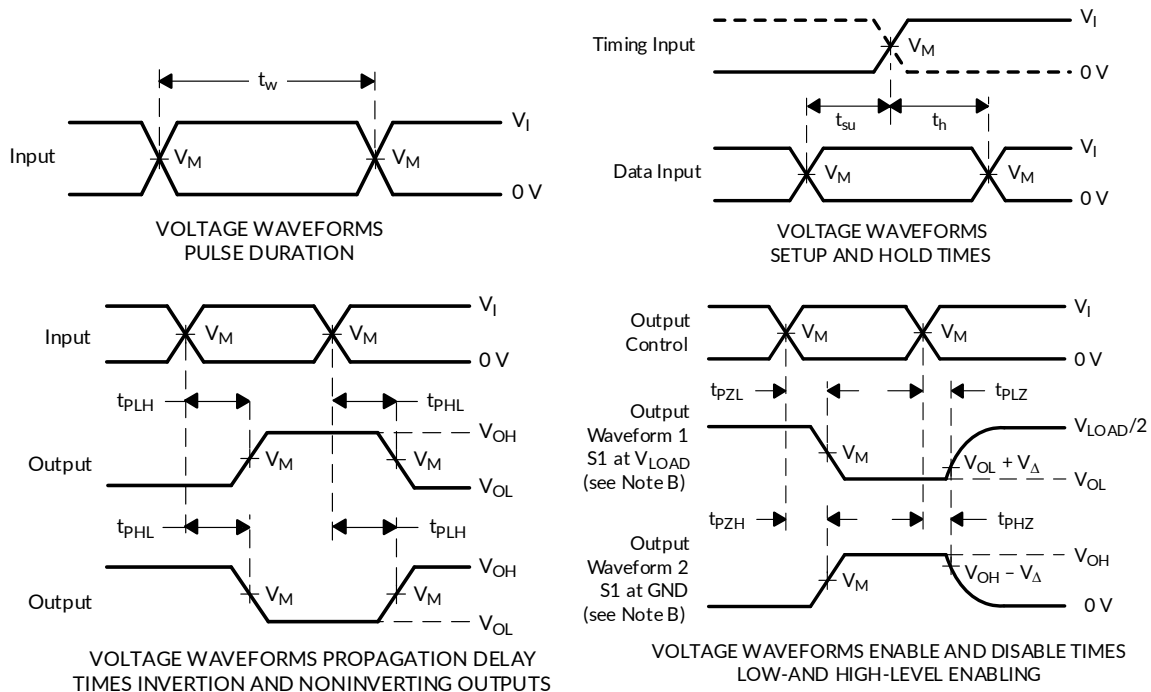 t_w
V_I
Input
V_M
V_M
0 V
VOLTAGE WAVEFORMS
PULSE DURATION
V_I
Timing Input
V_M
0 V
t_su
t_h
V_I
Data Input
V_M
V_M
0 V
VOLTAGE WAVEFORMS
SETUP AND HOLD TIMES
V_I
Input
V_M
V_M
0 V
t_PLH
t_PHL
V_OH
Output
V_M
V_M
V_OL
t_PHL
t_PLH
V_OH
Output
V_M
V_M
V_OL
VOLTAGE WAVEFORMS PROPAGATION DELAY
TIMES INVERTION AND NONINVERTING OUTPUTS
V_I
Output
Control
V_M
V_M
0 V
t_PZL
t_PLZ
Output
Waveform 1
S1 at V_LOAD
(see Note B)
V_LOAD/2
V_M
V_OL + V_Δ
V_OL
t_PZH
t_PHZ
Output
Waveform 2
S1 at GND
(see Note B)
V_OH
V_M
V_OH − V_Δ
0 V
VOLTAGE WAVEFORMS ENABLE AND DISABLE TIMES
LOW-AND HIGH-LEVEL ENABLING